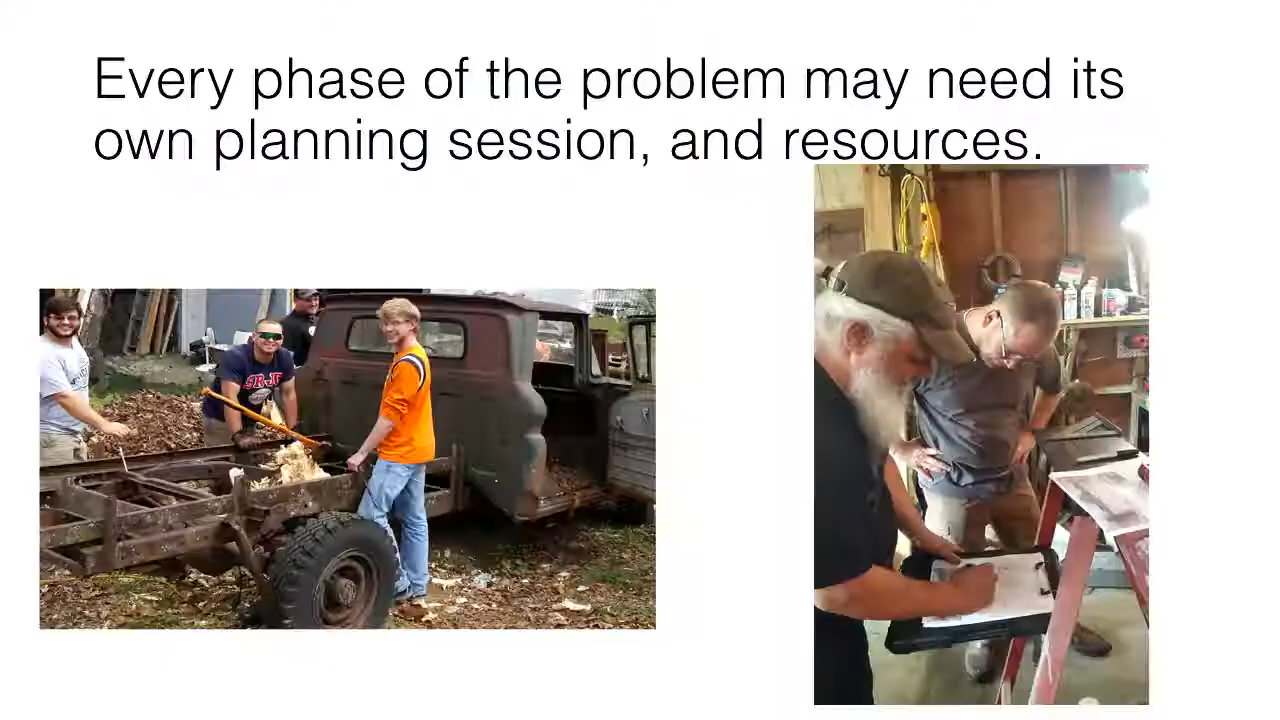 Every phase of the problem may need its
own planning session, and resources.